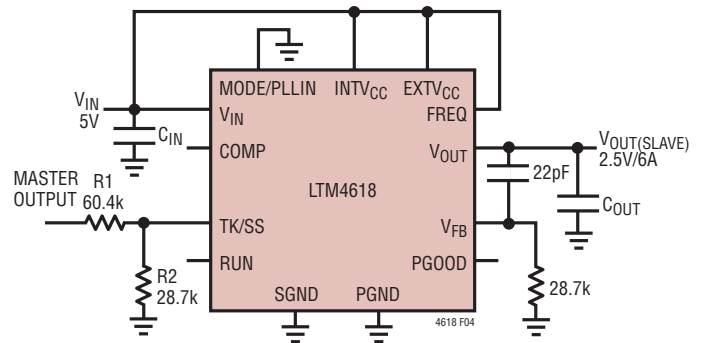 MODE/PLLIN INTVCC EXTVCC
VIN
5V
VIN
FREQ
CIN
COMP
VOUT
VOUT(SLAVE)
2.5V/6A
22pF
LTM4618
COUT
MASTER
OUTPUT
R1
60.4k
TK/SS
VFB
RUN
PGOOD
R2
28.7k
SGND PGND
28.7k
4618 F04